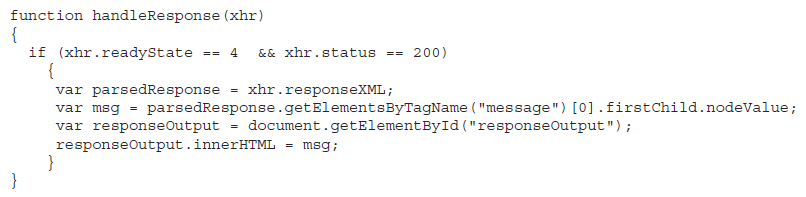 function handleResponse(xhr)
{
  if (xhr.readyState == 4  && xhr.status == 200)
    {
     var parsedResponse = xhr.responseXML;
     var msg = parsedResponse.getElementsByTagName("message")[0].firstChild.nodeValue;
     var responseOutput = document.getElementById("responseOutput");
     responseOutput.innerHTML = msg;
    }
}